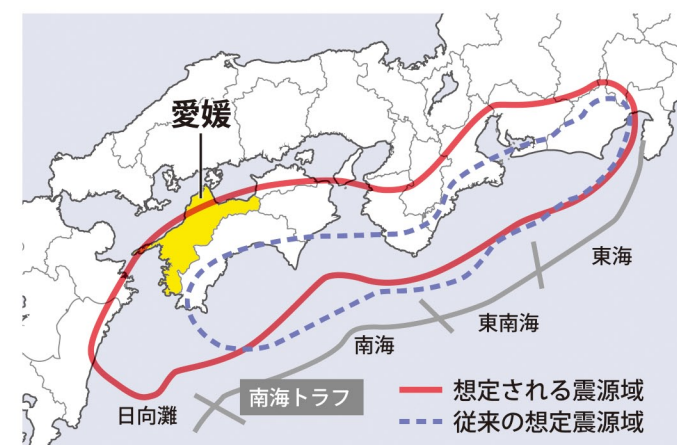 愛媛
東海
東南海
南海
南海トラフ
日向灘
想定される震源域
従来の想定震源域